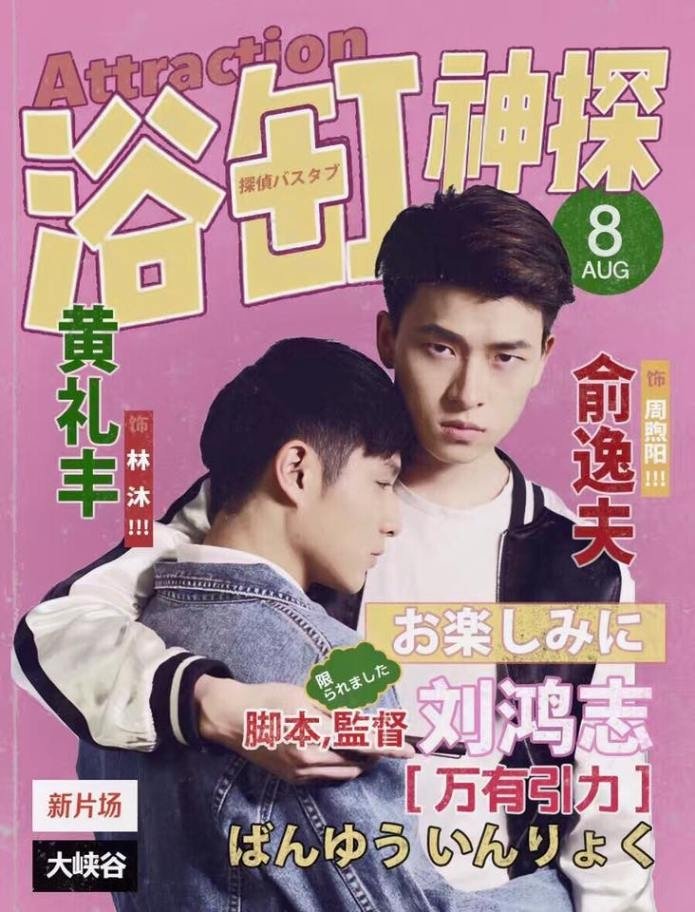 Attraction
浴缸神探
探偵バスタブ
8
AUG
黄礼丰
饰 林沐!!!
俞逸夫
饰 周煦阳!!!
お楽しみに
限
られました
脚本,監督 刘鸿志
[万有引力]
ばんゆう いんりょく
新片场
大峡谷